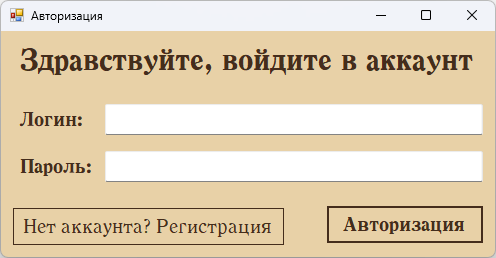 Авторизация
Здравствуйте, войдите в аккаунт
Логин:
Пароль:
Нет аккаунта? Регистрация
Авторизация